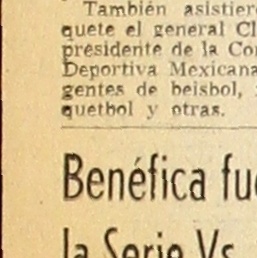 También asistier
quete el general Cl
presidente de la Co
Deportiva Mexicana
gentes de beisbol,
quetbol y otras.
Benéfica fu
la Serie Vs.